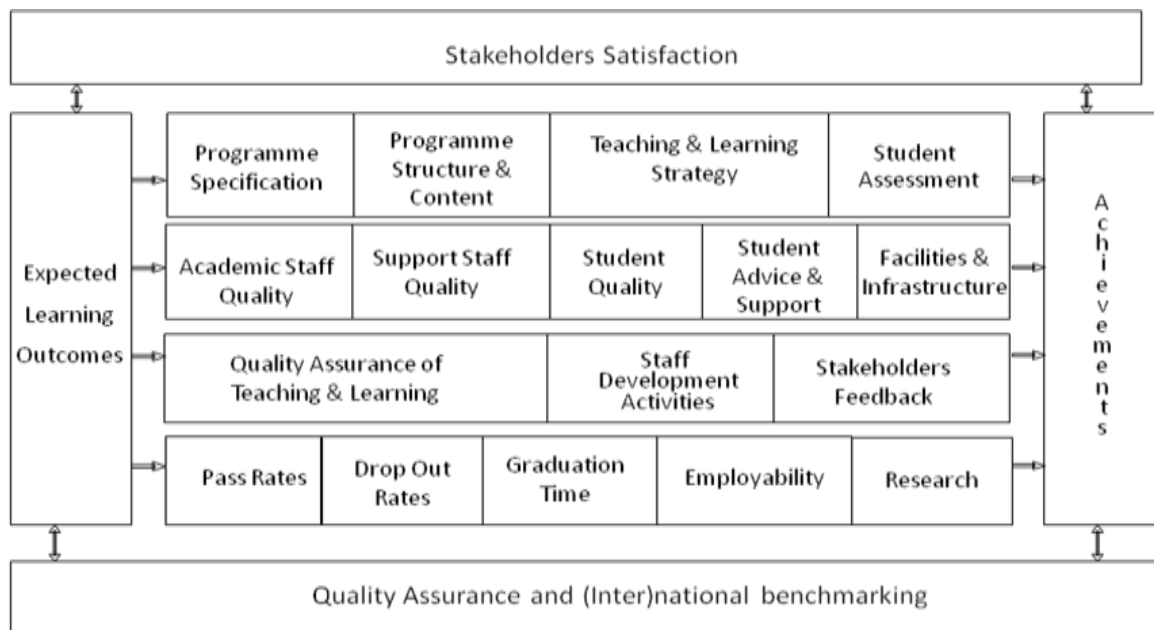 Stakeholders Satisfaction
Expected
Learning
Outcomes
Programme
Specification
Programme
Structure &
Content
Teaching & Learning
Strategy
Student
Assessment
Academic Staff
Quality
Support Staff
Quality
Student
Quality
Student
Advice &
Support
Facilities &
Infrastructure
Quality Assurance of
Teaching & Learning
Staff
Development
Activities
Stakeholders
Feedback
Pass Rates
Drop Out
Rates
Graduation
Time
Employability
Research
Achievements
Quality Assurance and (Inter)national benchmarking